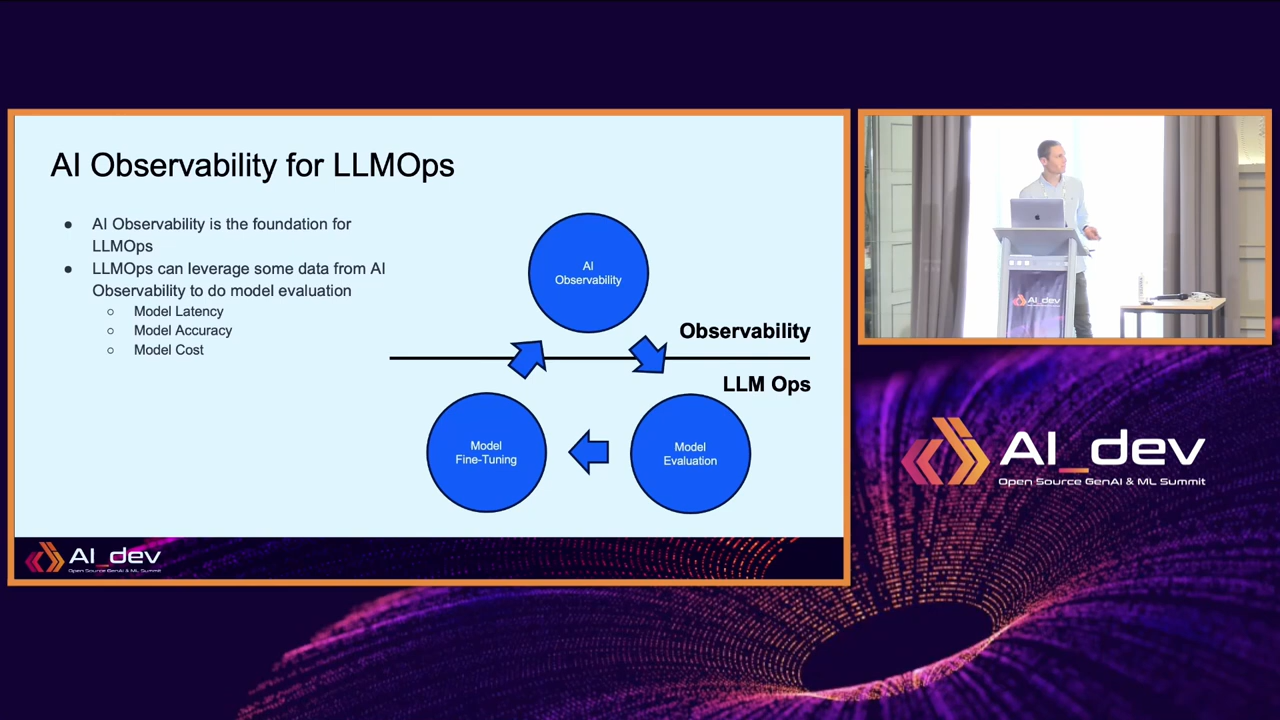 AI Observability for LLMOps
● AI Observability is the foundation for
LLMOps
● LLMOps can leverage some data from AI
Observability to do model evaluation
○ Model Latency
○ Model Accuracy
○ Model Cost
AI
Observability
Observability
LLM Ops
Model
Fine-Tuning
Model
Evaluation
AI_dev
Open Source GenAI & ML Summit
AI_dev
AI_dev
Open Source GenAI & ML Summit